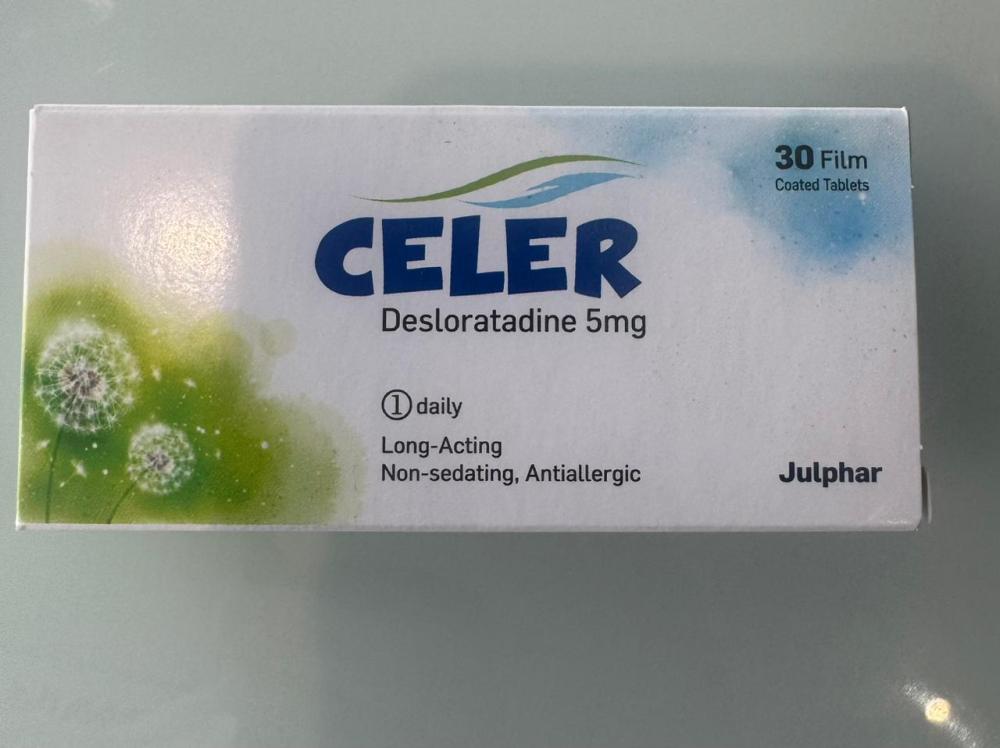 30 Film
Coated Tablets
CELER
Desloratadine 5mg
① daily
Long-Acting
Non-sedating, Antiallergic
Julphar